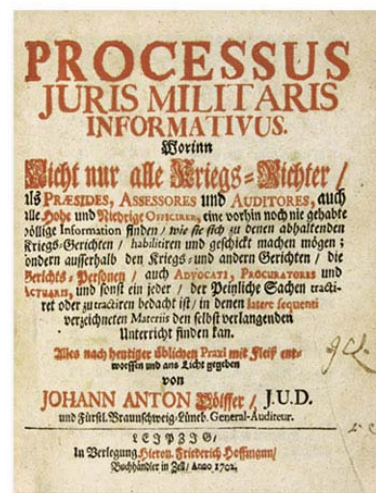 PROCESSUS
JURIS MILITARIS
INFORMATIVUS.
Worinn
Nicht nur alle Kriegs-Richter /
als PRÆSIDES, ASSESSORES und AUDITORES, auch
alle Hohe und Niedrige OFFICIRER, eine vorhin noch nie gehabte
völlige Information finden / wie sie sich zu denen abhaltenden
Kriegs-Gerichten / habilitiren und geschickt machen mögen;
sondern ausserhalb den Kriegs- und andern Gerichten / die
Gerichts-Personen / auch ADVOCATI, PROCURATORES und
ACTUARII, und sonst ein jeder / der Peinliche Sachen tracti-
ret oder zu tractiren bedacht ist / in denen latere sequenti
verzeichneten Materiis den selbst verlangenden
Unterricht finden kan.
Alles nach heutiger üblichen Praxi mit Fleiß ent-
worffen und ans Licht gegeben
von
JOHANN ANTON Döiffer / J.U.D.
und Fürstl. Braunschweig-Lüneb. General-Auditeur.
LEIPZIG /
In Verlegung Hieron. Friederich Hoffmann /
Buchhändler in Zell / Anno 1702.